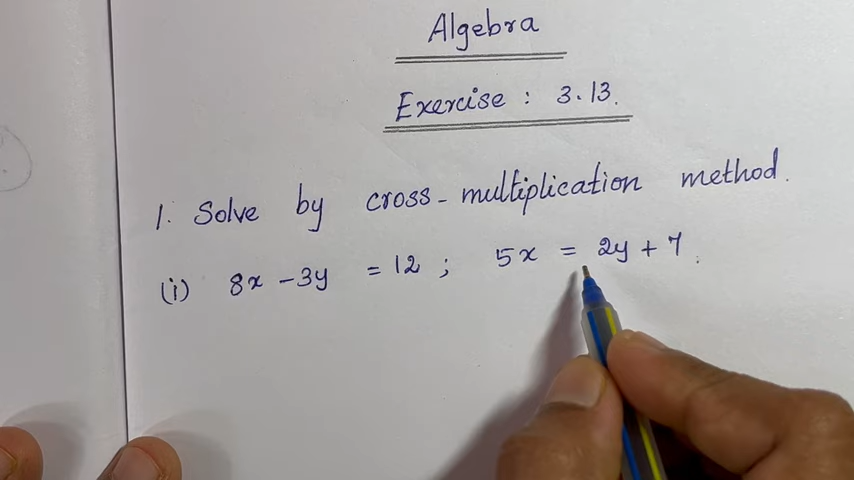 Algebra
Exercise : 3.13.
1. Solve by cross-multiplication method.
(i) 8x - 3y = 12 ; 5x = 2y + 7.